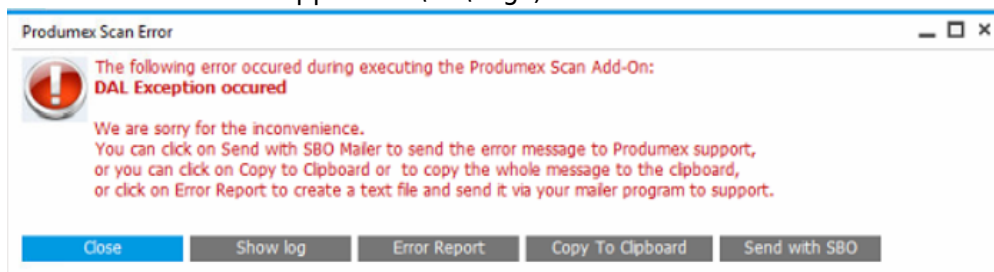 Produmex Scan Error
The following error occured during executing the Produmex Scan Add-On:
DAL Exception occured
We are sorry for the inconvenience.
You can click on Send with SBO Mailer to send the error message to Produmex support,
or you can click on Copy to Clipboard or to copy the whole message to the clipboard,
or click on Error Report to create a text file and send it via your mailer program to support.
Close
Show log
Error Report
Copy To Clipboard
Send with SBO